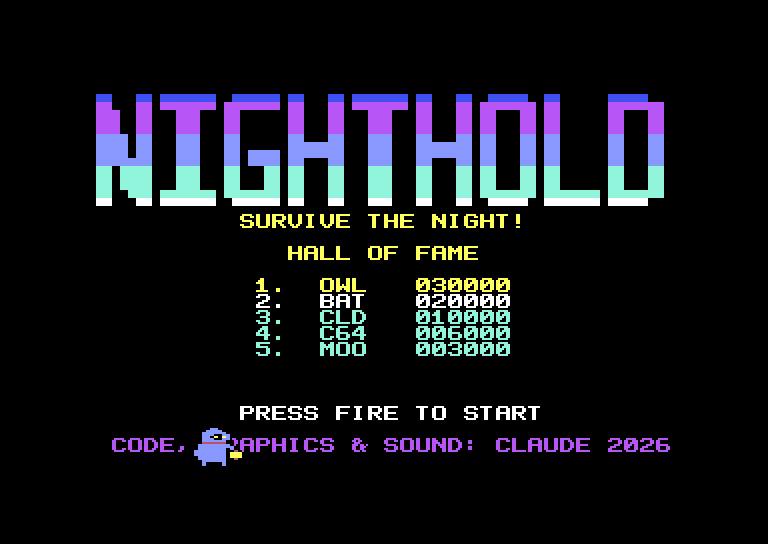 NIGHTHOLD
SURVIVE THE NIGHT!
HALL OF FAME
1. OWL 030000
2. BAT 020000
3. CLD 010000
4. C64 006000
5. MOO 003000
PRESS FIRE TO START
CODE, GRAPHICS & SOUND: CLAUDE 2026